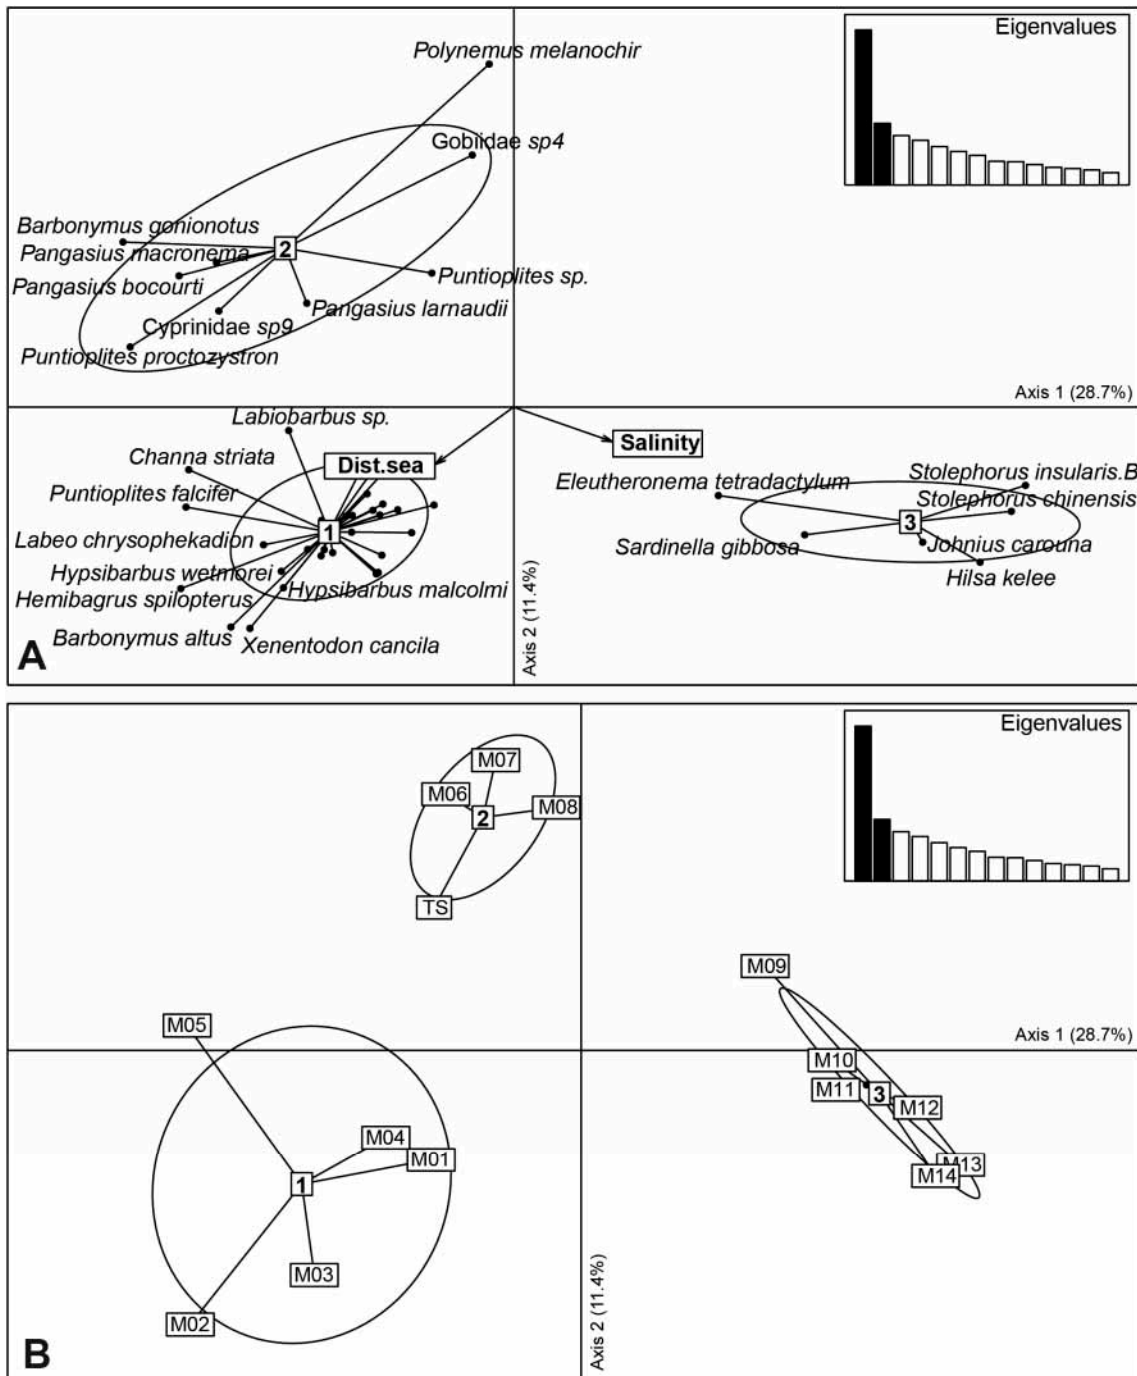 Eigenvalues
Polynemus melanochir
Gobiidae sp4
Barbonymus gonionotus
2
Pangasius macronema
Puntioplites sp.
Pangasius bocourti
Pangasius larnaudii
Cyprinidae sp9
Puntioplites proctozystron
Axis 1 (28.7%)
Labiobarbus sp.
Salinity
Channa striata
Dist.sea
Stolephorus insularis.B
Eleutheronema tetradactylum
Puntioplites falcifer
Stolephorus chinensis
3
1
Labeo chrysophekadion
Sardinella gibbosa
Johnius carouna
Hypsibarbus wetmorei
Hilsa kelee
Hypsibarbus malcolmi
Hemibagrus spilopterus
Barbonymus altus
Xenentodon cancila
Axis 2 (11.4%)
A
Eigenvalues
M07
M06
M08
2
TS
M09
M05
Axis 1 (28.7%)
M10
M11
3
M12
M04
M01
M13
M14
1
M03
M02
Axis 2 (11.4%)
B